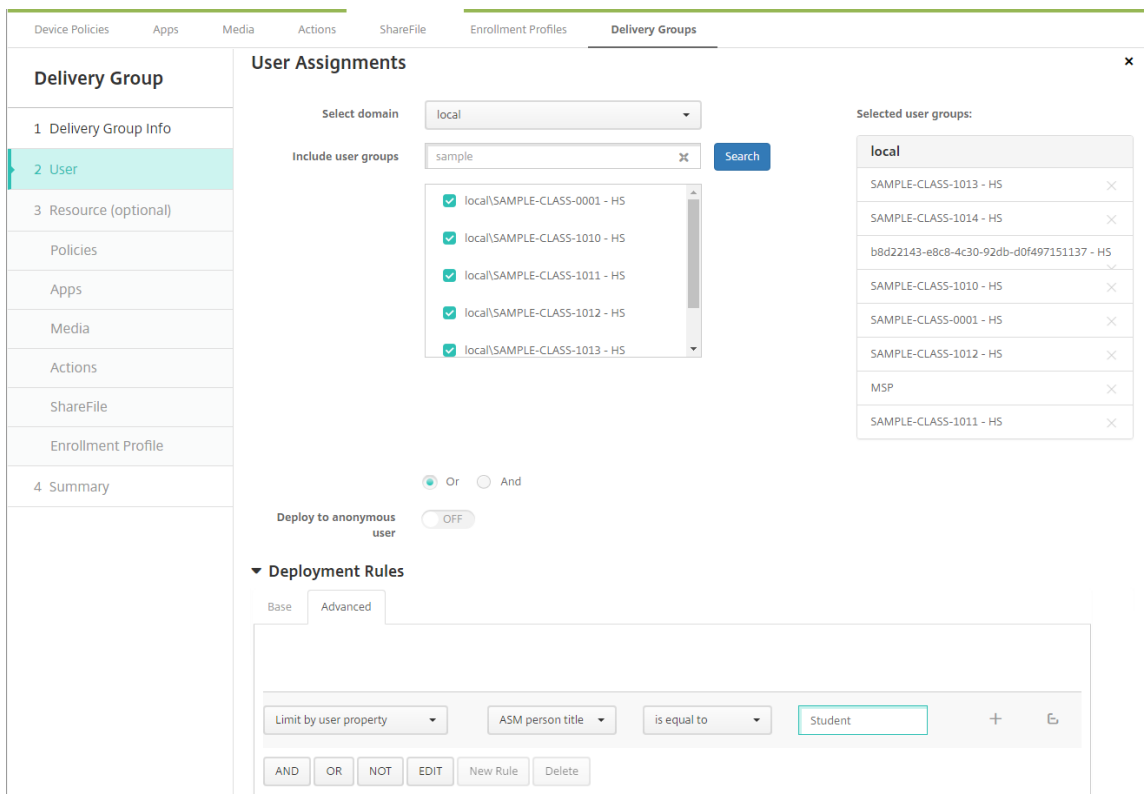 Device Policies Apps Media Actions ShareFile Enrollment Profiles Delivery Groups
Delivery Group
1 Delivery Group Info
2 User
3 Resource (optional)
Policies
Apps
Media
Actions
ShareFile
Enrollment Profile
4 Summary
User Assignments
Select domain local
Include user groups sample Search
local\SAMPLE-CLASS-0001 - HS
local\SAMPLE-CLASS-1010 - HS
local\SAMPLE-CLASS-1011 - HS
local\SAMPLE-CLASS-1012 - HS
local\SAMPLE-CLASS-1013 - HS
Selected user groups:
local
SAMPLE-CLASS-1013 - HS
SAMPLE-CLASS-1014 - HS
b8d22143-e8c8-4c30-92db-d0f497151137 - HS
SAMPLE-CLASS-1010 - HS
SAMPLE-CLASS-0001 - HS
SAMPLE-CLASS-1012 - HS
MSP
SAMPLE-CLASS-1011 - HS
Or And
Deploy to anonymous
user
OFF
Deployment Rules
Base Advanced
Limit by user property ASM person title is equal to Student
AND OR NOT EDIT New Rule Delete